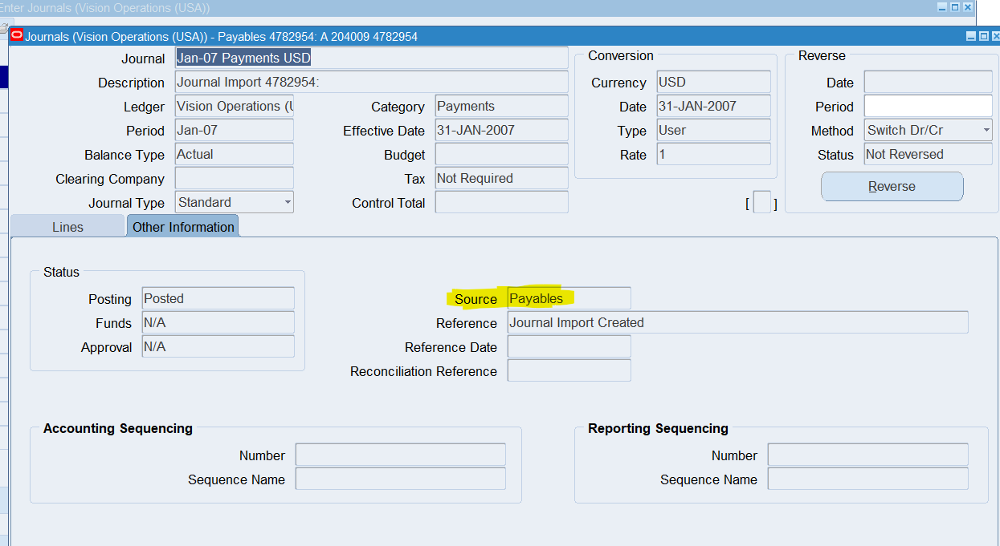 Enter Journals (Vision Operations (USA))
Journals (Vision Operations (USA)) - Payables 4782954: A 204009 4782954
Journal Jan-07 Payments USD
Description Journal Import 4782954:
Ledger Vision Operations (U
Category Payments
Period Jan-07
Effective Date 31-JAN-2007
Balance Type Actual
Budget
Clearing Company
Tax Not Required
Journal Type Standard
Control Total
Conversion
Currency USD
Date 31-JAN-2007
Type User
Rate 1
[ ]
Reverse
Date
Period
Method Switch Dr/Cr
Status Not Reversed
Reverse
Lines
Other Information
Status
Posting Posted
Funds N/A
Approval N/A
Source Payables
Reference Journal Import Created
Reference Date
Reconciliation Reference
Accounting Sequencing
Number
Sequence Name
Reporting Sequencing
Number
Sequence Name